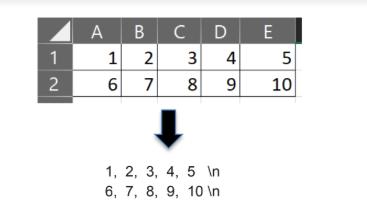 A B C D E
1 1 2 3 4 5
2 6 7 8 9 10
1, 2, 3, 4, 5 \n
6, 7, 8, 9, 10 \n